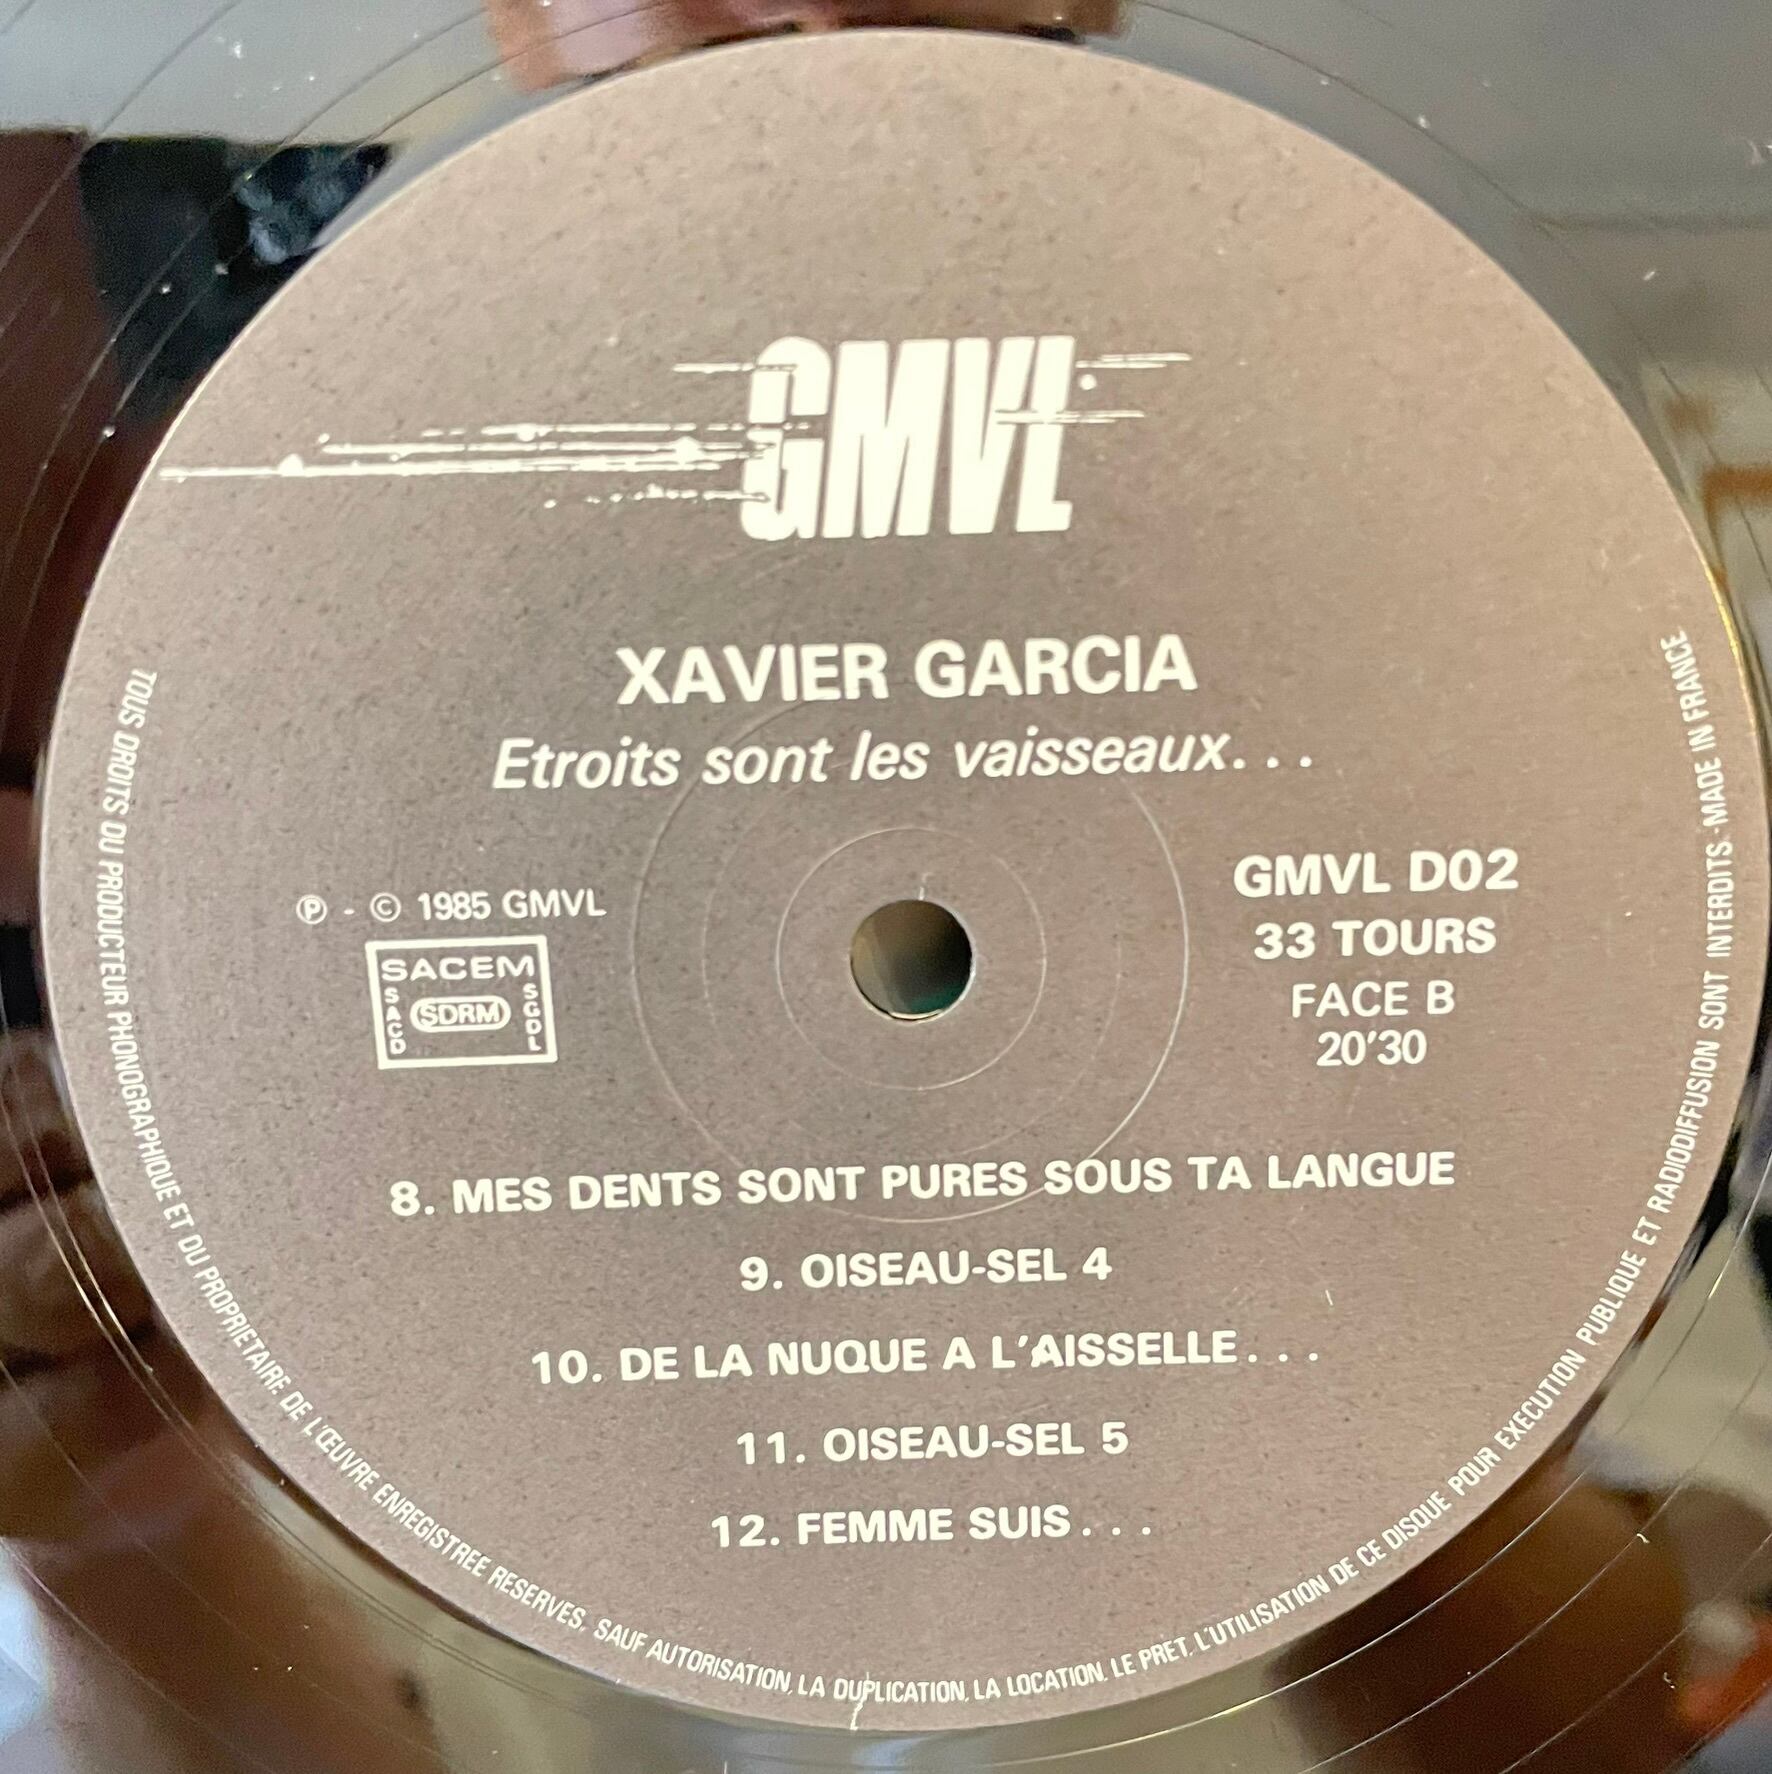 GMVL
XAVIER GARCIA
Etroits sont les vaisseaux...
℗ - © 1985 GMVL
SACEM
SACD
SDRM
SGDL
GMVL D02
33 TOURS
FACE B
20'30
8. MES DENTS SONT PURES SOUS TA LANGUE
9. OISEAU-SEL 4
10. DE LA NUQUE A L'AISSELLE...
11. OISEAU-SEL 5
12. FEMME SUIS...
TOUS DROITS DU PRODUCTEUR PHONOGRAPHIQUE ET DU PROPRIETAIRE DE L'ŒUVRE ENREGISTREE RESERVES, SAUF AUTORISATION, LA DUPLICATION, LA LOCATION, LE PRET, L'UTILISATION DE CE DISQUE POUR EXECUTION PUBLIQUE ET RADIODIFFUSION SONT INTERDITS-MADE IN FRANCE